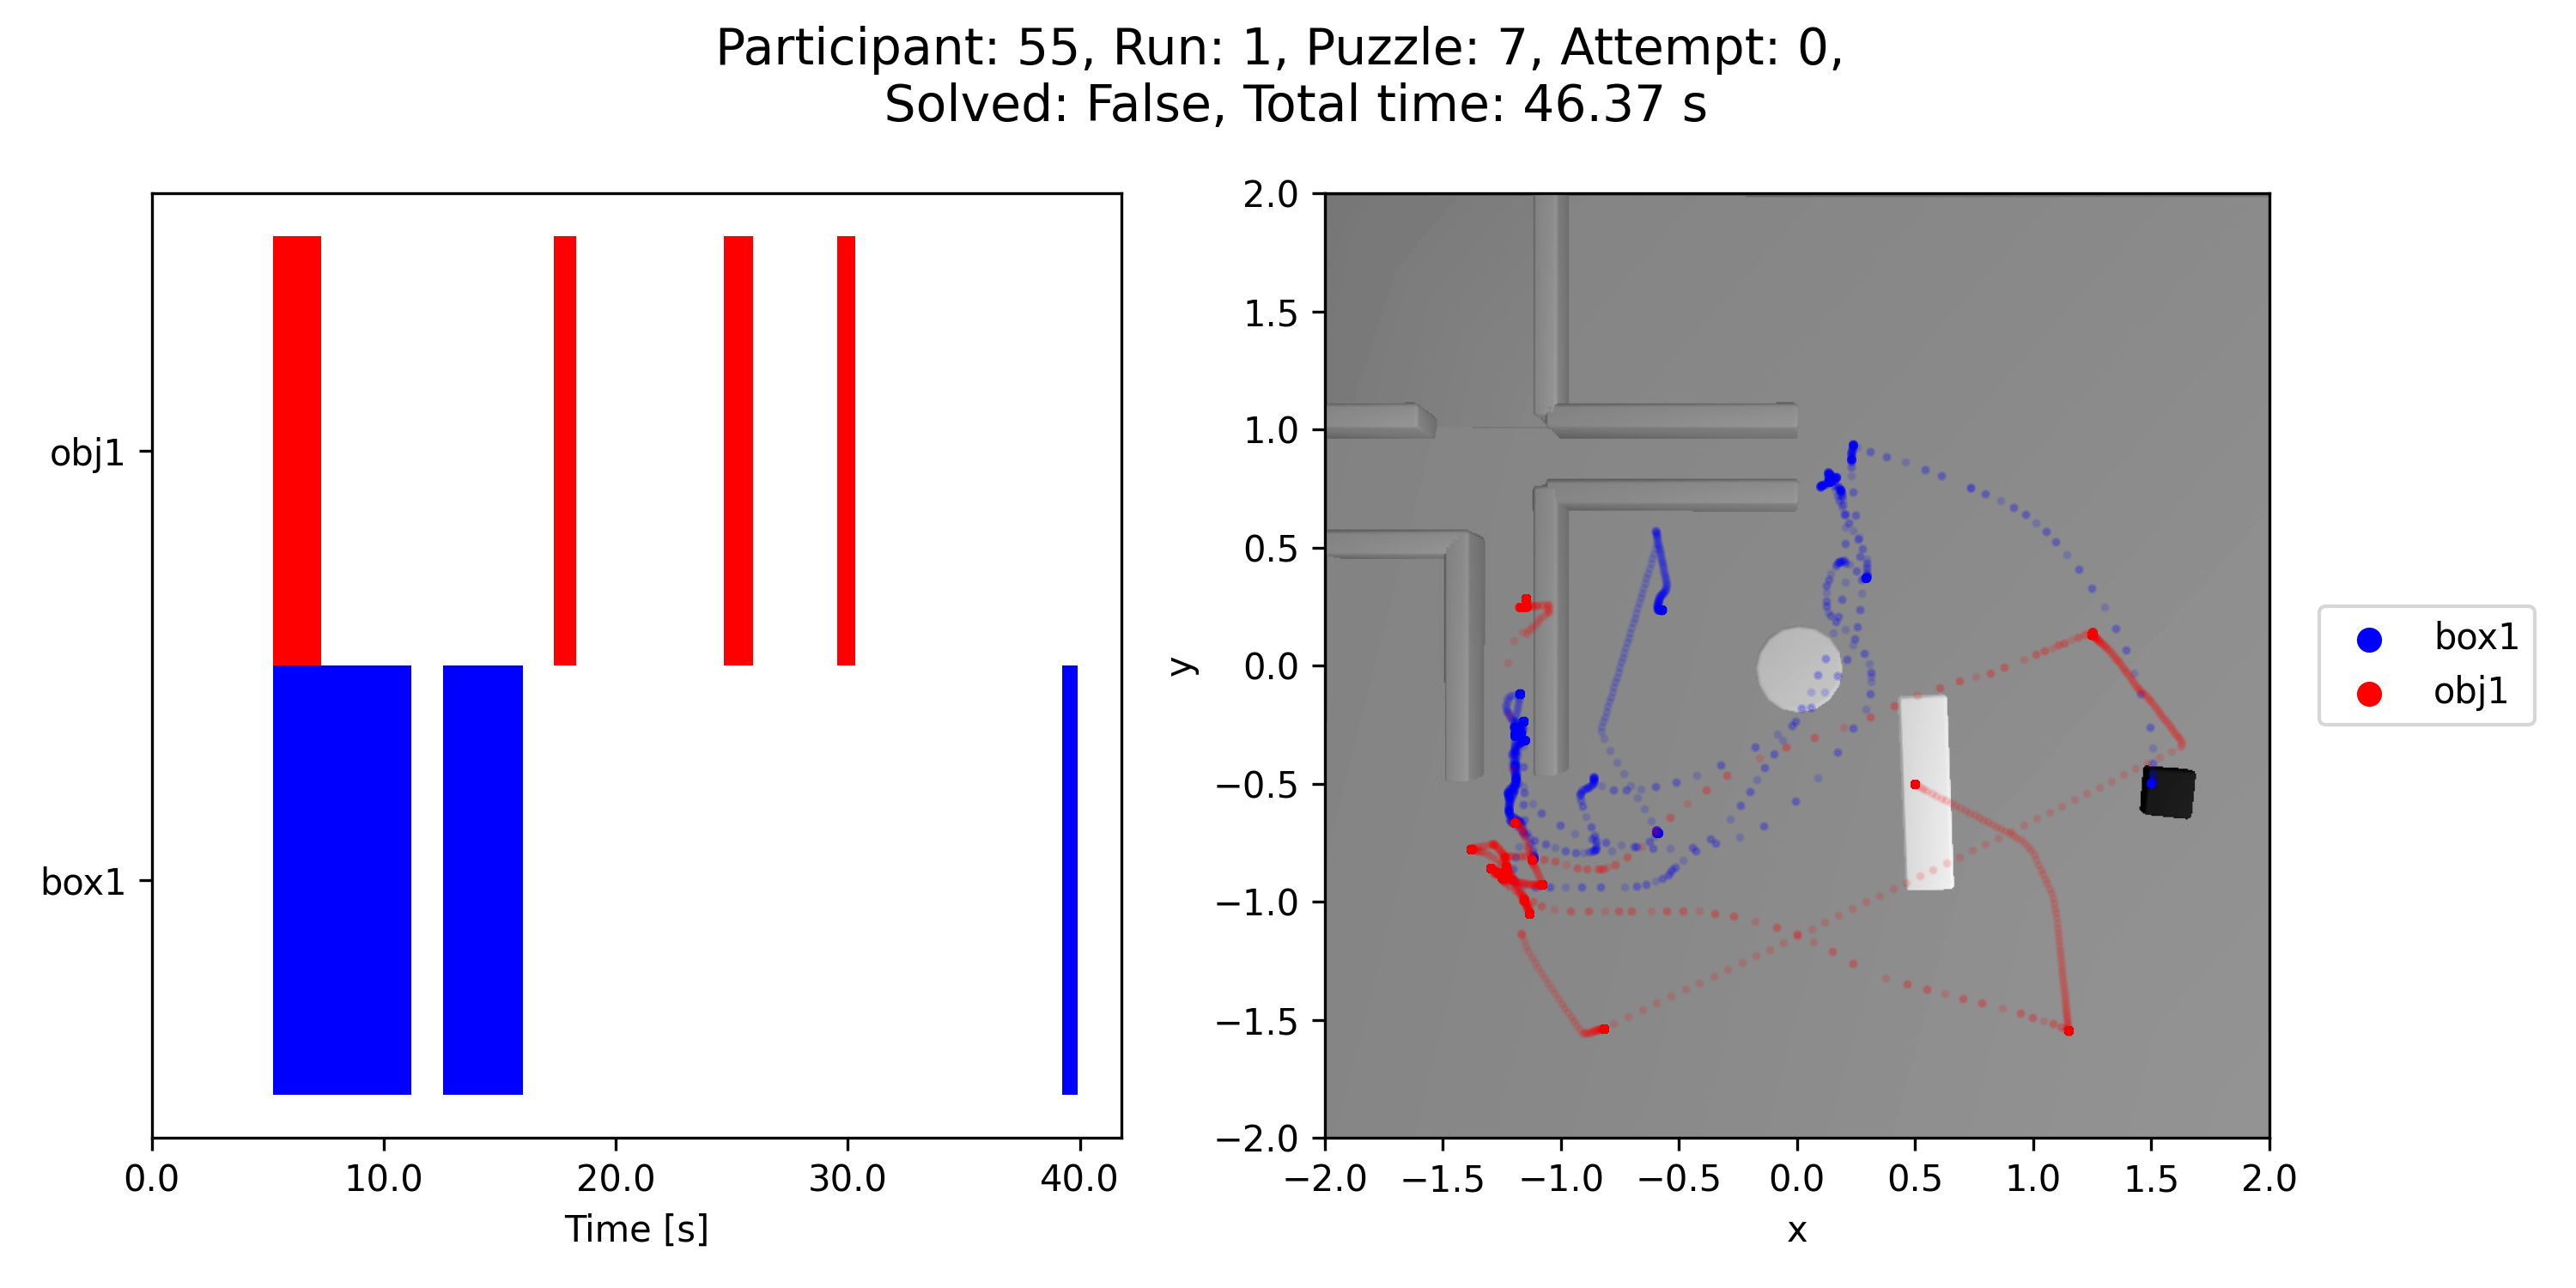 Participant: 55, Run: 1, Puzzle: 7, Attempt: 0,
Solved: False, Total time: 46.37 s
obj1
box1
0.0 10.0 20.0 30.0 40.0
Time [s]
2.0
1.5
1.0
0.5
0.0
−0.5
−1.0
−1.5
−2.0
y
−2.0 −1.5 −1.0 −0.5 0.0 0.5 1.0 1.5 2.0
x
box1
obj1